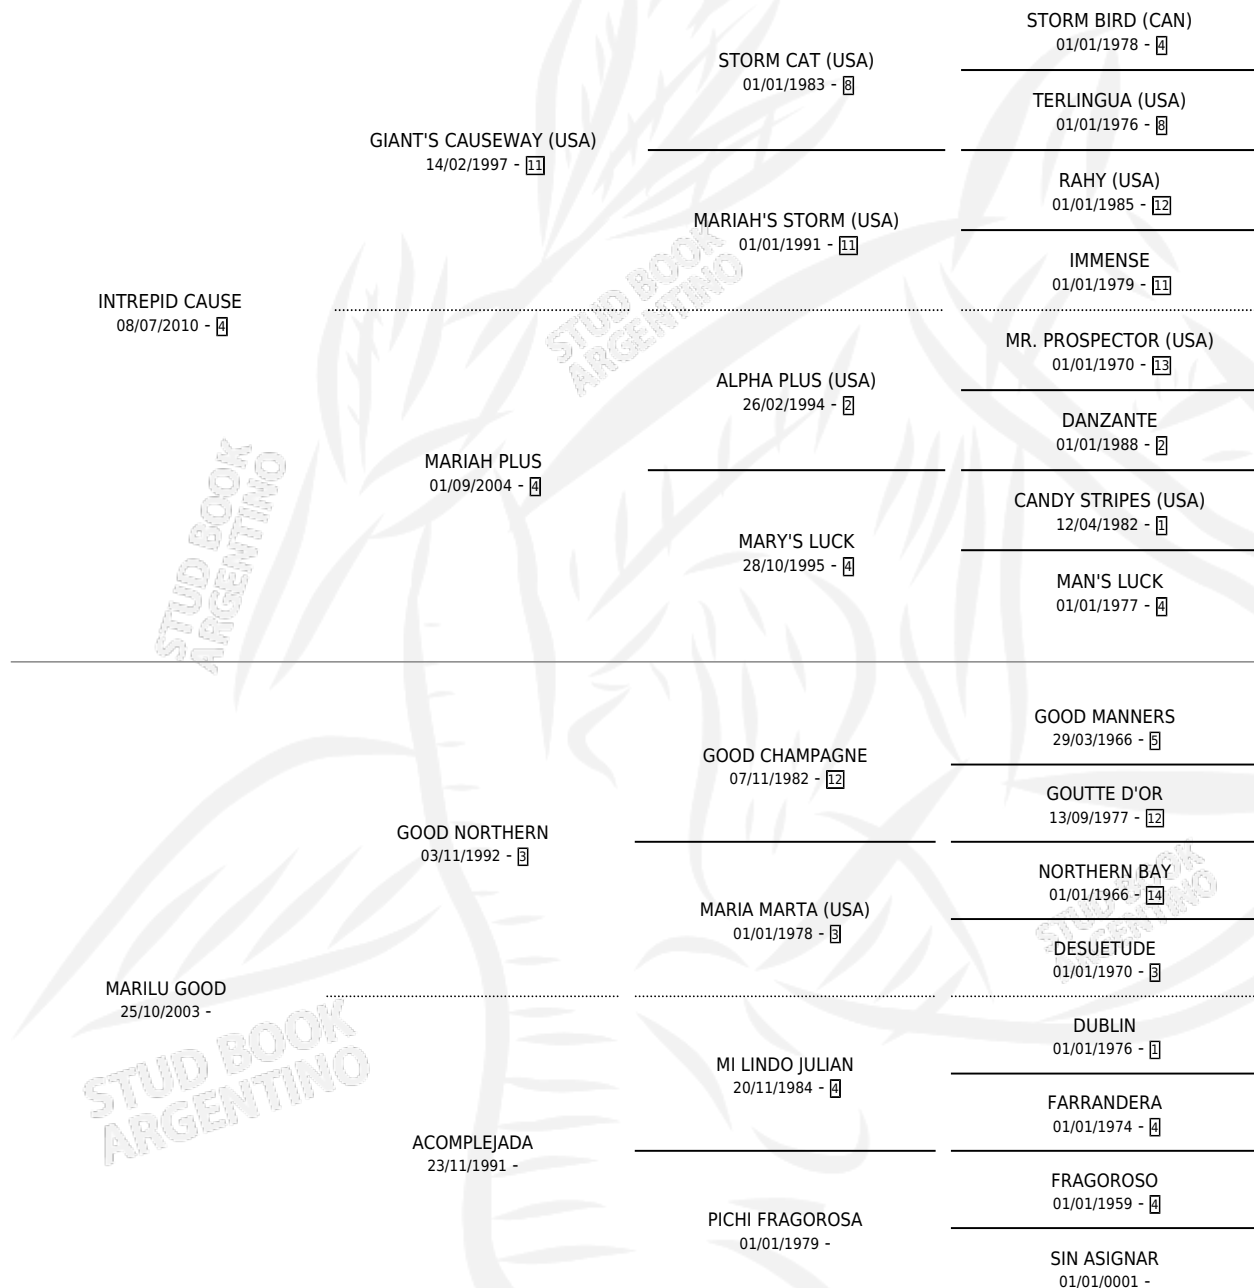 STORM BIRD (CAN)
01/01/1978 - 4
STORM CAT (USA)
01/01/1983 - 8
TERLINGUA (USA)
01/01/1976 - 8
GIANT'S CAUSEWAY (USA)
14/02/1997 - 11
RAHY (USA)
01/01/1985 - 12
MARIAH'S STORM (USA)
01/01/1991 - 11
IMMENSE
01/01/1979 - 11
INTREPID CAUSE
08/07/2010 - 4
MR. PROSPECTOR (USA)
01/01/1970 - 13
ALPHA PLUS (USA)
26/02/1994 - 2
DANZANTE
01/01/1988 - 2
MARIAH PLUS
01/09/2004 - 4
CANDY STRIPES (USA)
12/04/1982 - 1
MARY'S LUCK
28/10/1995 - 4
MAN'S LUCK
01/01/1977 - 4
GOOD MANNERS
29/03/1966 - 5
GOOD CHAMPAGNE
07/11/1982 - 12
GOUTTE D'OR
13/09/1977 - 12
GOOD NORTHERN
03/11/1992 - 3
NORTHERN BAY
01/01/1966 - 14
MARIA MARTA (USA)
01/01/1978 - 3
DESUETUDE
01/01/1970 - 3
MARILU GOOD
25/10/2003 -
DUBLIN
01/01/1976 - 1
MI LINDO JULIAN
20/11/1984 - 4
FARRANDERA
01/01/1974 - 4
ACOMPLEJADA
23/11/1991 -
FRAGOROSO
01/01/1959 - 4
PICHI FRAGOROSA
01/01/1979 -
SIN ASIGNAR
01/01/0001 -
STUD BOOK
ARGENTINO
STUD BOOK
ARGENTINO
STUD BOOK
ARGENTINO
STUD BOOK
ARGENTINO